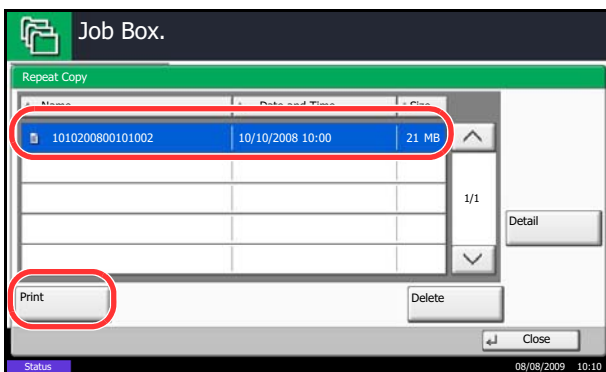 Job Box.
Repeat Copy
Name Date and Time Size
1010200800101002 10/10/2008 10:00 21 MB
1/1
Detail
Print Delete
Close
Status 08/08/2009 10:10